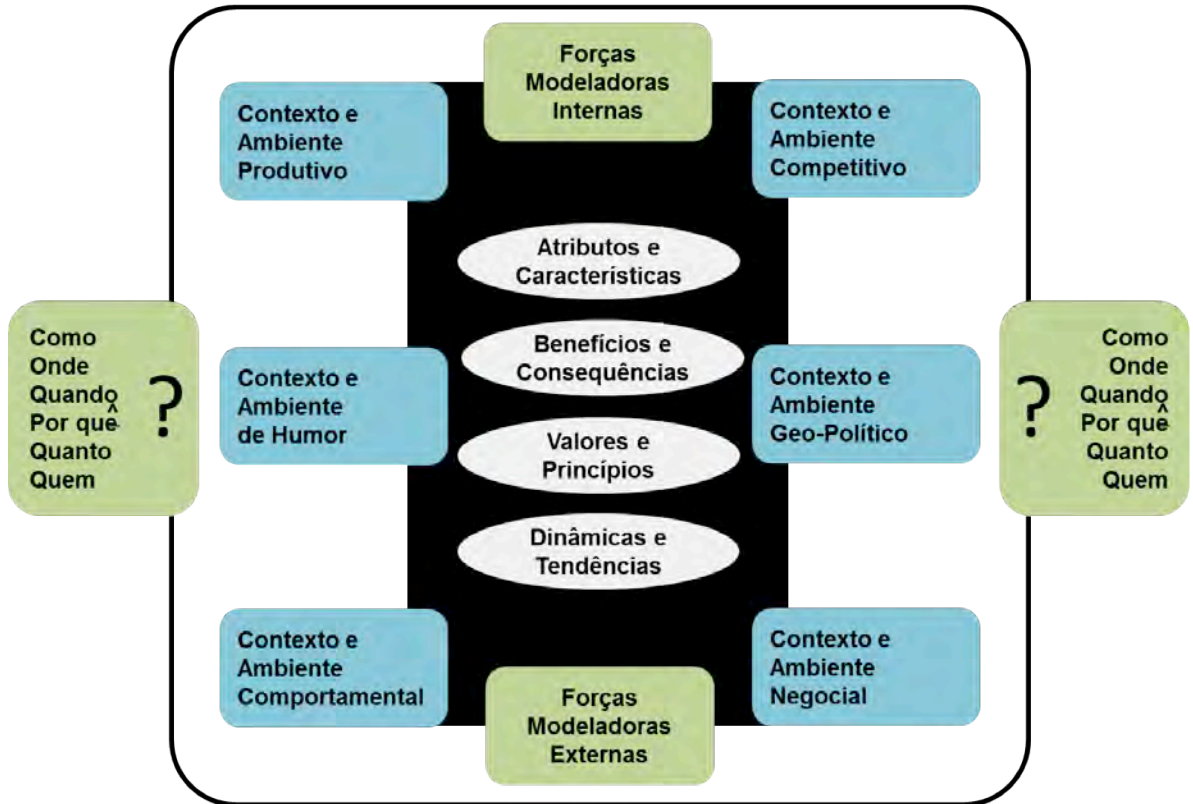 Forças
Modeladoras
Internas
Contexto e
Ambiente
Produtivo
Contexto e
Ambiente
Competitivo
Atributos e
Características
Como
Onde
Quando
Por quê
Quanto
Quem
?
Contexto e
Ambiente
de Humor
Benefícios e
Consequências
Contexto e
Ambiente
Geo-Político
?
Como
Onde
Quando
Por quê
Quanto
Quem
Valores e
Princípios
Dinâmicas e
Tendências
Contexto e
Ambiente
Comportamental
Contexto e
Ambiente
Negocial
Forças
Modeladoras
Externas